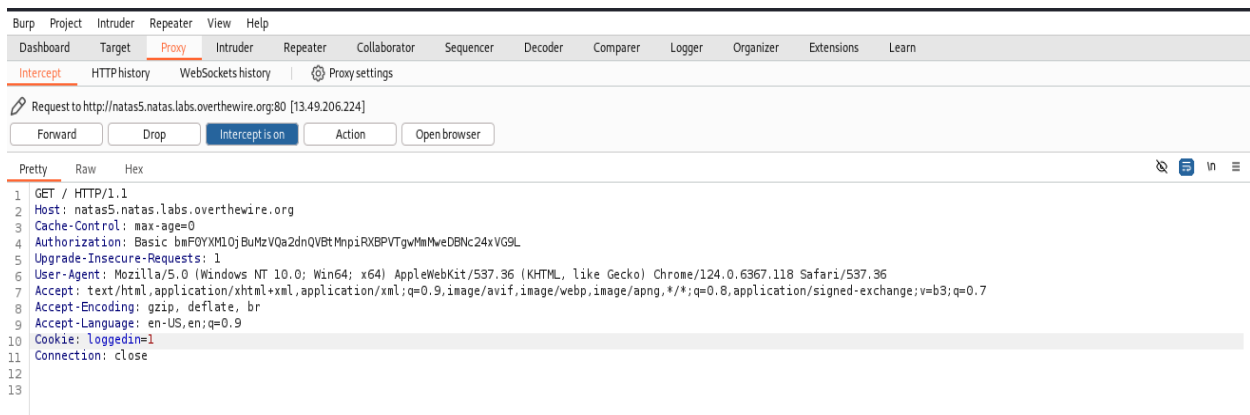 Burp Project Intruder Repeater View Help
Dashboard Target Proxy Intruder Repeater Collaborator Sequencer Decoder Comparer Logger Organizer Extensions Learn
Intercept HTTP history WebSockets history Proxy settings
Request to http://natas5.natas.labs.overthewire.org:80 [13.49.206.224]
Forward Drop Intercept is on Action Open browser
Pretty Raw Hex \n
1 GET / HTTP/1.1
2 Host: natas5.natas.labs.overthewire.org
3 Cache-Control: max-age=0
4 Authorization: Basic bmF0YXM1OjBuMzVQa2dnQVBtMnpiRXBPVTgwMmMweDBNc24xVG9L
5 Upgrade-Insecure-Requests: 1
6 User-Agent: Mozilla/5.0 (Windows NT 10.0; Win64; x64) AppleWebKit/537.36 (KHTML, like Gecko) Chrome/124.0.6367.118 Safari/537.36
7 Accept: text/html,application/xhtml+xml,application/xml;q=0.9,image/avif,image/webp,image/apng,*/*;q=0.8,application/signed-exchange;v=b3;q=0.7
8 Accept-Encoding: gzip, deflate, br
9 Accept-Language: en-US,en;q=0.9
10 Cookie: loggedin=1
11 Connection: close
12
13